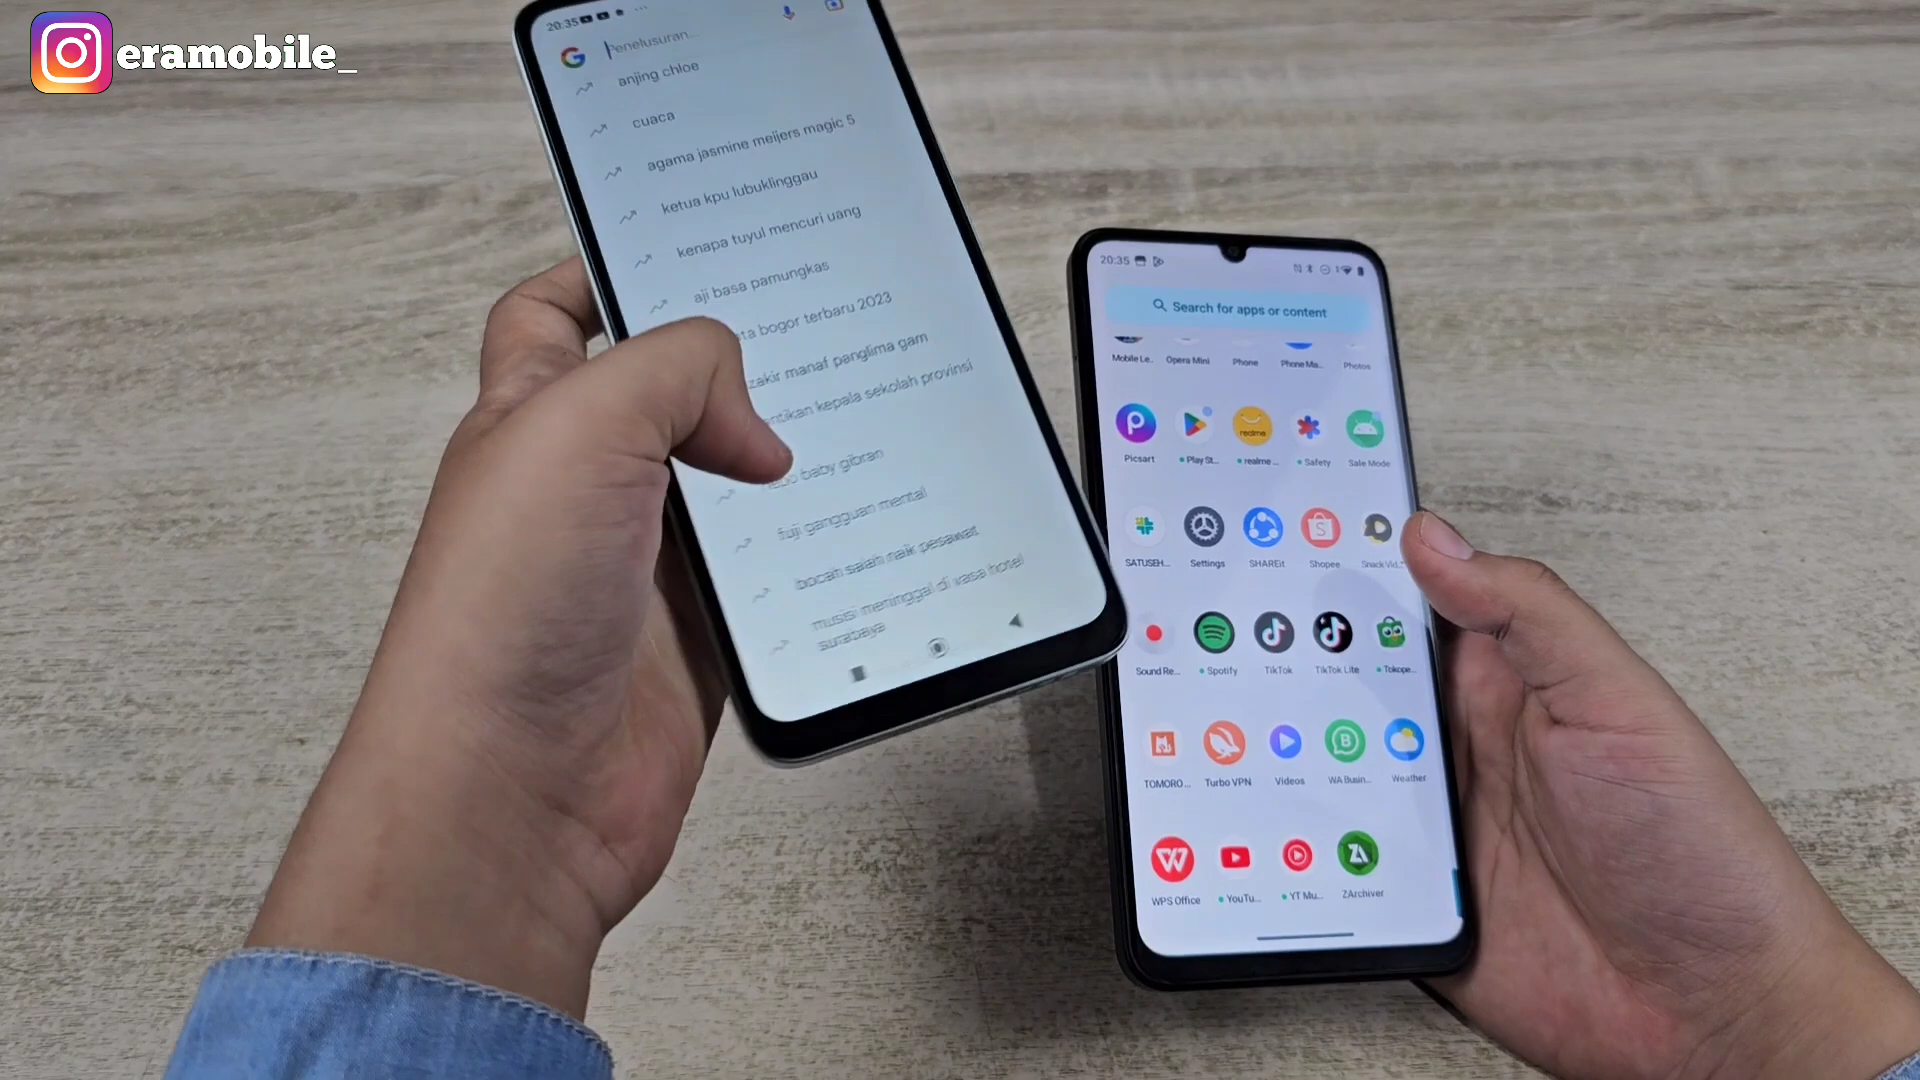 eramobile_
20:35
Penelusuran...
anjing chloe
cuaca
agama jasmine meijers magic 5
ketua kpu lubuklinggau
kenapa tuyul mencuri uang
aji basa pamungkas
bogor terbaru 2023
zakir manaf panglima gam
kepala sekolah provinsi
baby gibran
fuji gangguan mental
bocah salah naik pesawat
musisi meninggal di vasa hotel
surabaya
20:35
Search for apps or content
Mobile Le.. Opera Mini Phone Phone Ma... Photos
realme
Picsart Play St... realme ... Safety Sale Mode
S
SATUSEH... Settings SHAREit Shopee Snack Vid..
Sound Re... Spotify TikTok TikTok Lite Tokope...
B
TOMORO... Turbo VPN Videos WA Busin... Weather
WPS Office YouTu... YT Mu... ZArchiver